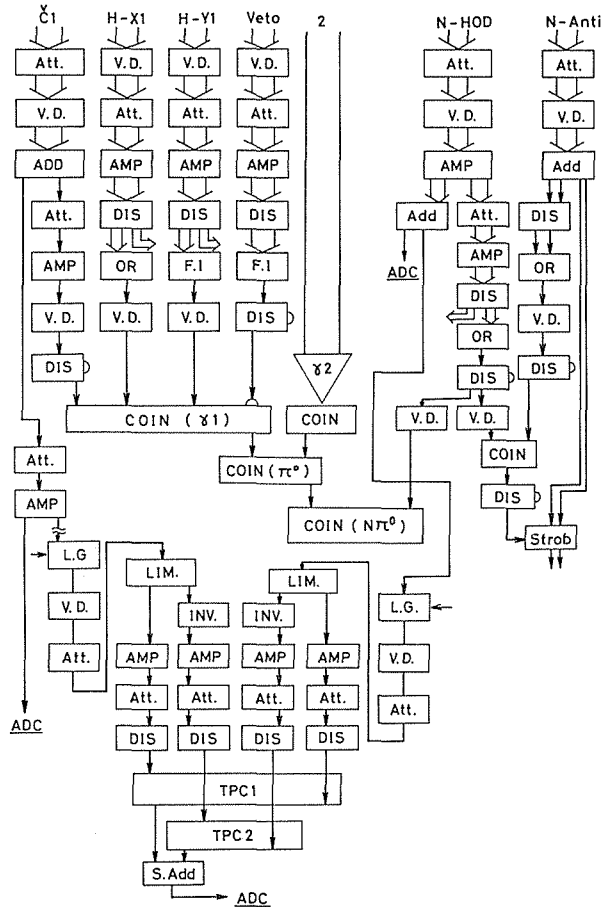 Č1 H-X1 H-Y1 Veto 2 N-HOD N-Anti
Att. V.D. V.D. V.D. Att. Att.
V.D. Att. Att. Att. V.D. V.D.
ADD AMP AMP AMP AMP Add
Att. DIS DIS DIS Add Att. DIS
AMP OR F.I F.I ADC AMP OR
V.D. V.D. V.D. DIS DIS V.D.
DIS γ2 OR DIS
DIS
COIN (γ1) COIN V.D. V.D.
Att. COIN (π°) COIN
AMP COIN (Nπ⁰) DIS
L.G LIM. LIM. Strob
V.D. INV. INV. L.G.
Att. AMP AMP AMP AMP V.D.
Att. Att. Att. Att. Att.
ADC DIS DIS DIS DIS
TPC1
TPC2
S.Add
ADC